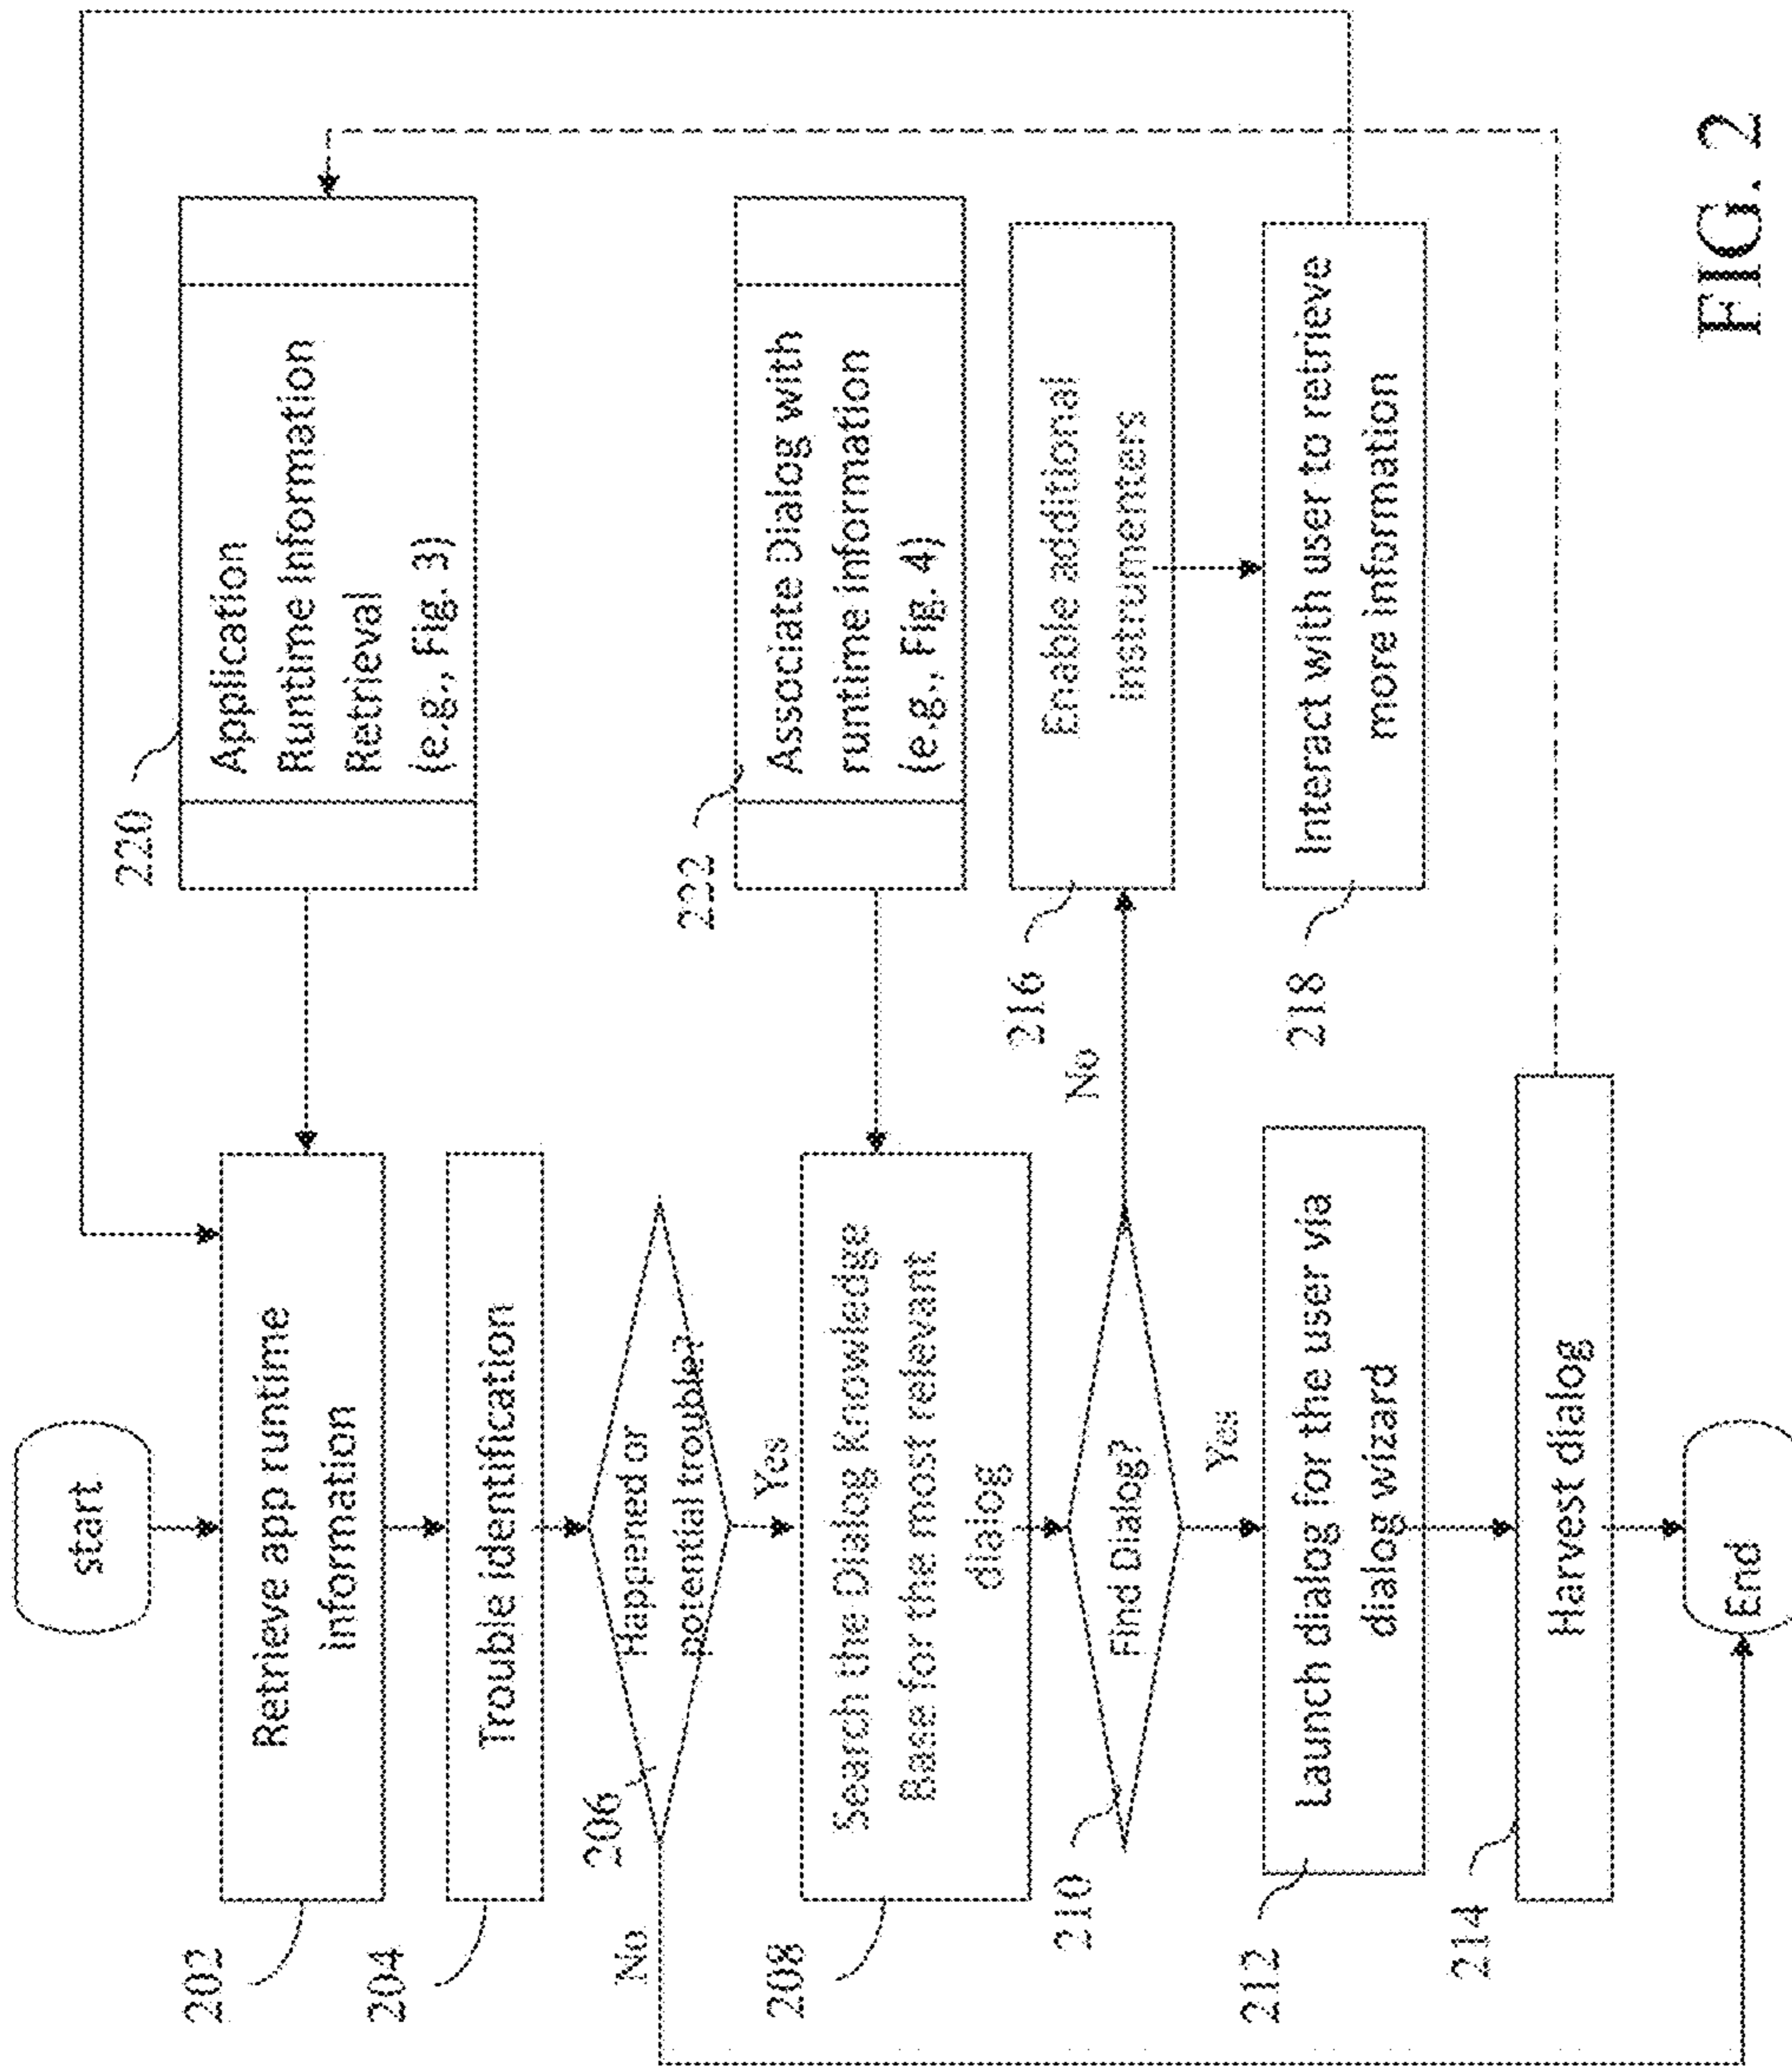 start
202
Retrieve app runtime
information
220
Application
Runtime Information
Retrieval
(e.g., Fig. 3)
204
Trouble identification
206
Happened or
potential trouble?
No
Yes
222
Associate Dialog with
runtime information
(e.g., Fig. 4)
208
Search the Dialog Knowledge
Base for the most relevant
dialog
210
Find Dialog?
No
Yes
216
Enable additional
instrumenters
212
Launch dialog for the user via
dialog wizard
218
Interact with user to retrieve
more information
214
Harvest dialog
End
FIG. 2